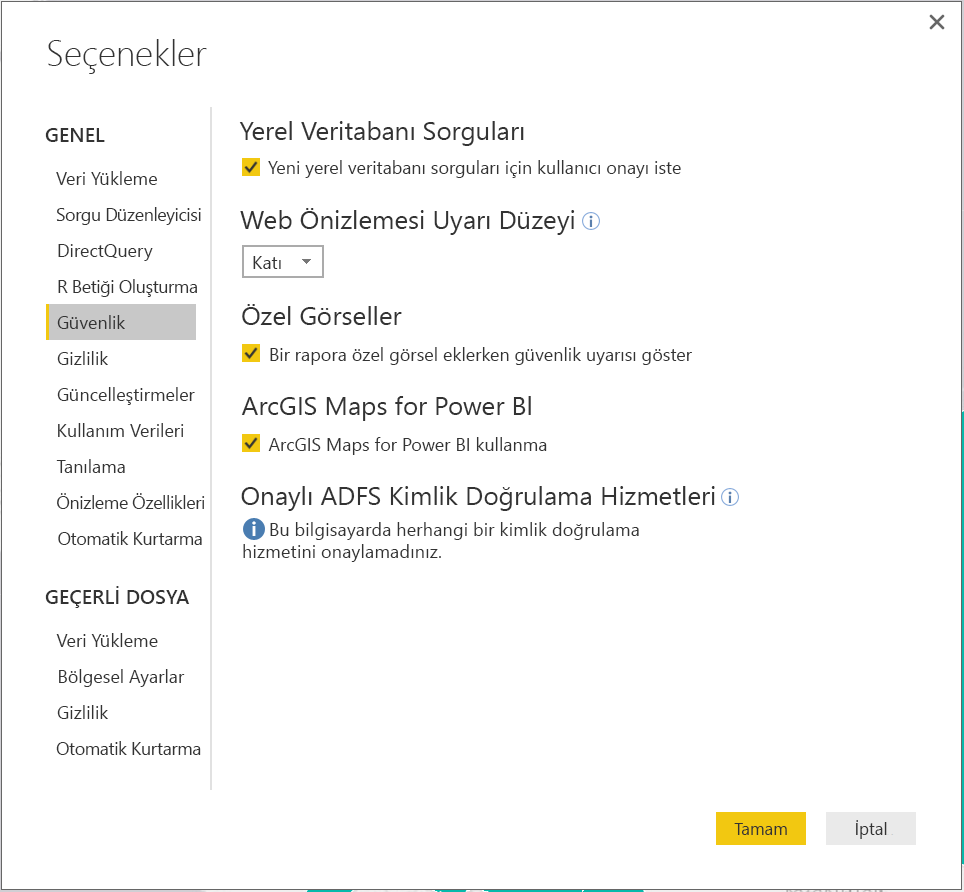 Seçenekler
GENEL
Veri Yükleme
Sorgu Düzenleyicisi
DirectQuery
R Betiği Oluşturma
Güvenlik
Gizlilik
Güncelleştirmeler
Kullanım Verileri
Tanılama
Önizleme Özellikleri
Otomatik Kurtarma
GEÇERLİ DOSYA
Veri Yükleme
Bölgesel Ayarlar
Gizlilik
Otomatik Kurtarma
Yerel Veritabanı Sorguları
Yeni yerel veritabanı sorguları için kullanıcı onayı iste
Web Önizlemesi Uyarı Düzeyi
Katı
Özel Görseller
Bir rapora özel görsel eklerken güvenlik uyarısı göster
ArcGIS Maps for Power BI
ArcGIS Maps for Power BI kullanma
Onaylı ADFS Kimlik Doğrulama Hizmetleri
Bu bilgisayarda herhangi bir kimlik doğrulama
hizmetini onaylamadınız.
Tamam
İptal